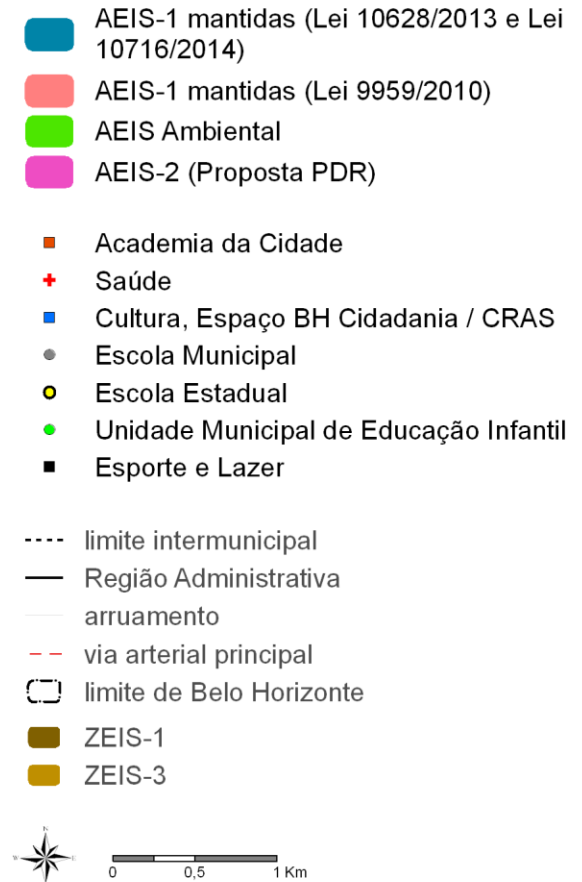 AEIS-1 mantidas (Lei 10628/2013 e Lei
10716/2014)
AEIS-1 mantidas (Lei 9959/2010)
AEIS Ambiental
AEIS-2 (Proposta PDR)
Academia da Cidade
Saúde
Cultura, Espaço BH Cidadania / CRAS
Escola Municipal
Escola Estadual
Unidade Municipal de Educação Infantil
Esporte e Lazer
limite intermunicipal
Região Administrativa
arruamento
via arterial principal
limite de Belo Horizonte
ZEIS-1
ZEIS-3
N
W E
S
0 0,5 1 Km